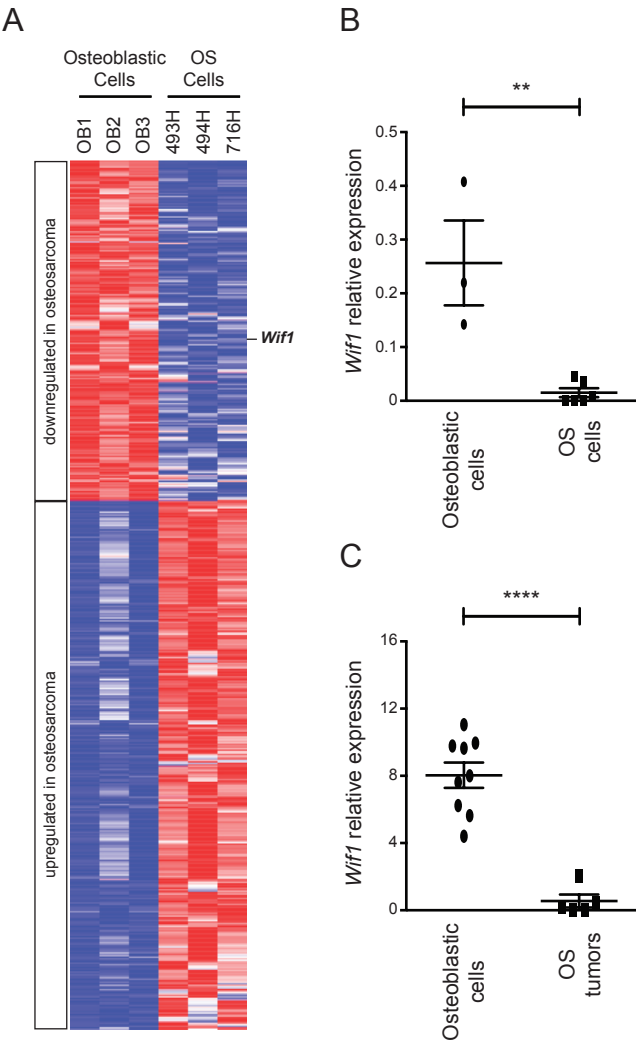 A
Osteoblastic
Cells
OS
Cells
OB1
OB2
OB3
493H
494H
716H
downregulated in osteosarcoma
Wif1
upregulated in osteosarcoma
B
**
Wif1 relative expression
0.5
0.4
0.3
0.2
0.1
0
Osteoblastic
cells
OS
cells
C
****
Wif1 relative expression
16
12
8
4
0
Osteoblastic
cells
OS
tumors